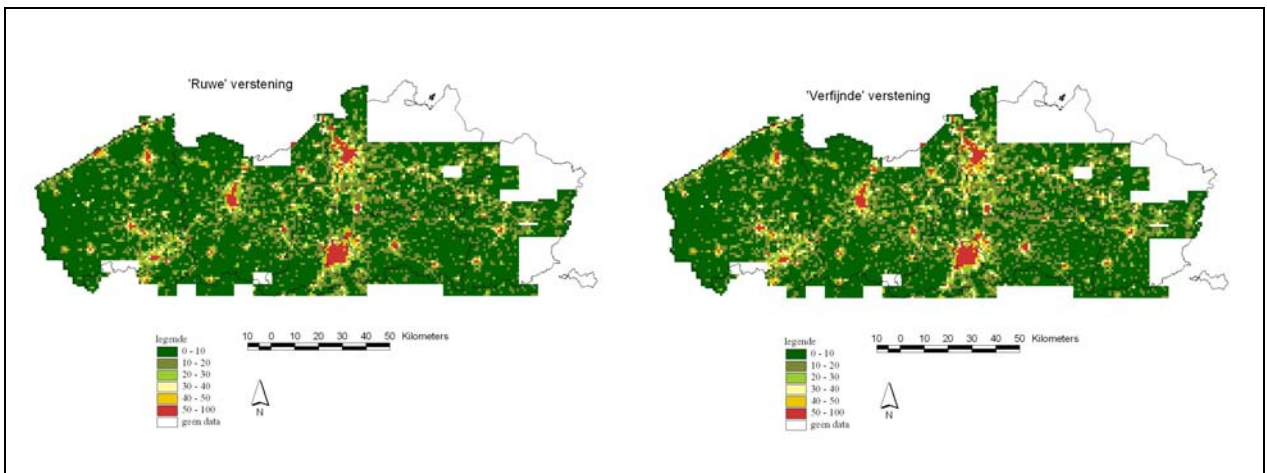 'Ruwe' verstening
10 0 10 20 30 40 50 Kilometers
legende
0 - 10
10 - 20
20 - 30
30 - 40
40 - 50
50 - 100
geen data
N
'Verfijnde' verstening
10 0 10 20 30 40 50 Kilometers
legende
0 - 10
10 - 20
20 - 30
30 - 40
40 - 50
50 - 100
geen data
N